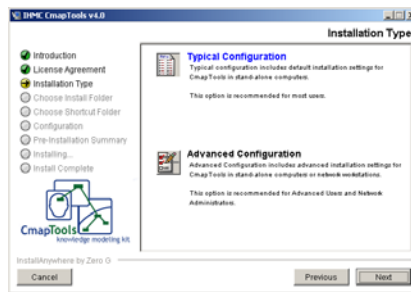 IHMC CmapTools v4.0
Installation Type
Introduction
License Agreement
Installation Type
Choose Install Folder
Choose Shortcut Folder
Configuration
Pre-Installation Summary
Installing...
Install Complete
CmapTools
knowledge modeling kit
Typical Configuration
Typical configuration includes default installation settings for
CmapTools in stand-alone computers.
This option is recommended for most users.
Advanced Configuration
Advanced Configuration includes advanced installation settings for
CmapTools in stand-alone computers or network workstations.
This option is recommended for Advanced Users and Network
Administrators.
InstallAnywhere by Zero G
Cancel
Previous
Next